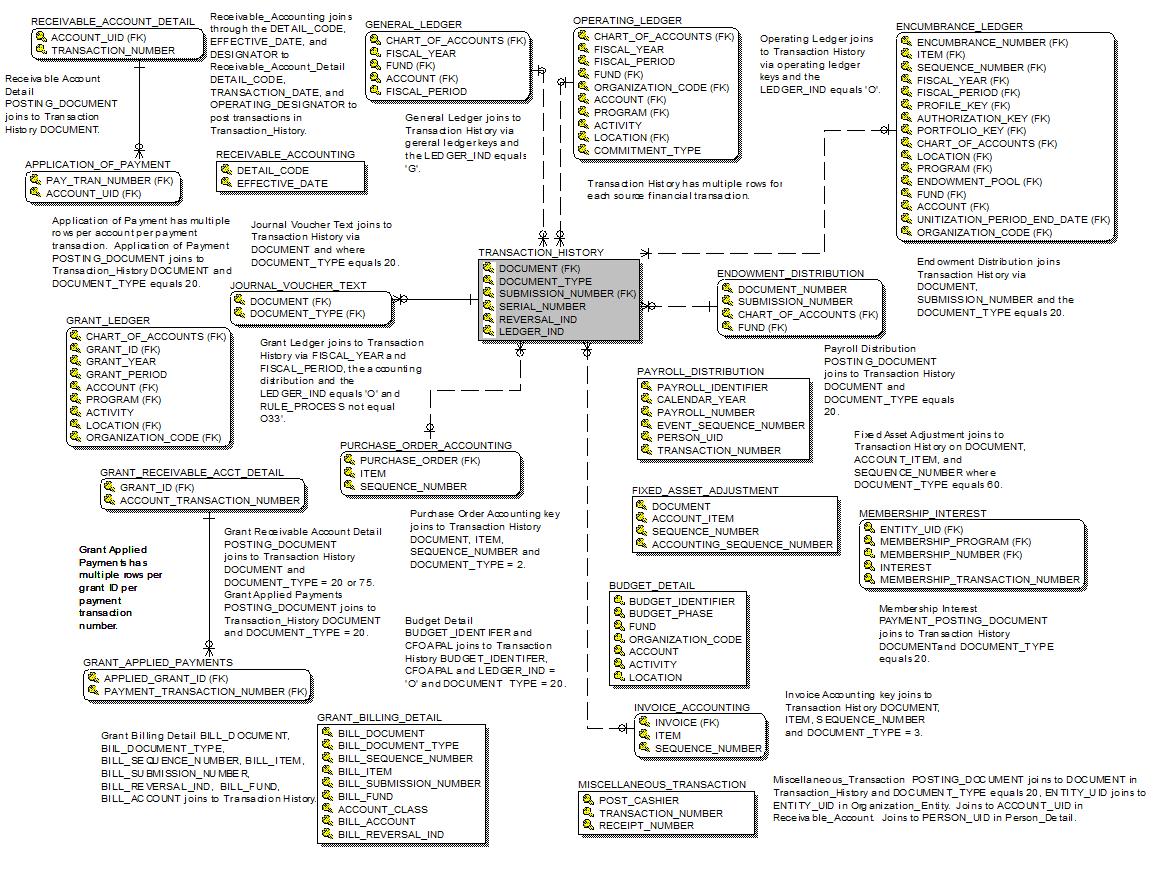 RECEIVABLE_ACCOUNT_DETAIL
ACCOUNT_UID (FK)
TRANSACTION_NUMBER
Receivable_Accounting joins
through the DETAIL_CODE,
EFFECTIVE_DATE, and
DESIGNATOR to
Receivable_Account_Detail
DETAIL_CODE,
TRANSACTION_DATE, and
OPERATING_DESIGNATOR to
post transactions in
Transaction_History.
GENERAL_LEDGER
CHART_OF_ACCOUNTS (FK)
FISCAL_YEAR
FUND (FK)
ACCOUNT (FK)
FISCAL_PERIOD
OPERATING_LEDGER
CHART_OF_ACCOUNTS (FK)
FISCAL_YEAR
FISCAL_PERIOD
FUND (FK)
ORGANIZATION_CODE (FK)
ACCOUNT (FK)
PROGRAM (FK)
ACTIVITY
LOCATION (FK)
COMMITMENT_TYPE
Operating Ledger joins
to Transaction History
via operating ledger
keys and the
LEDGER_IND equals 'O'.
ENCUMBRANCE_LEDGER
ENCUMBRANCE_NUMBER (FK)
ITEM (FK)
SEQUENCE_NUMBER (FK)
FISCAL_YEAR (FK)
FISCAL_PERIOD (FK)
PROFILE_KEY (FK)
AUTHORIZATION_KEY (FK)
PORTFOLIO_KEY (FK)
CHART_OF_ACCOUNTS (FK)
LOCATION (FK)
PROGRAM (FK)
ENDOWMENT_POOL (FK)
FUND (FK)
ACCOUNT (FK)
UNITIZATION_PERIOD_END_DATE (FK)
ORGANIZATION_CODE (FK)
Receivable Account
Detail
POSTING_DOCUMENT
joins to Transaction
History DOCUMENT.
General Ledger joins to
Transaction History via
gereral ledger keys and
the LEDGER_IND equals
'G'.
APPLICATION_OF_PAYMENT
PAY_TRAN_NUMBER (FK)
ACCOUNT_UID (FK)
RECEIVABLE_ACCOUNTING
DETAIL_CODE
EFFECTIVE_DATE
Transaction History has multiple rows for
each source financial transaction.
Application of Payment has multiple
rows per account per payment
transaction. Application of Payment
POSTING_DOCUMENT joins to
Transaction_History DOCUMENT and
DOCUMENT_TYPE equals 20.
Journal Voucher Text joins to
Transaction History via
DOCUMENT and where
DOCUMENT_TYPE equals 20.
TRANSACTION_HISTORY
DOCUMENT (FK)
DOCUMENT_TYPE
SUBMISSION_NUMBER (FK)
SERIAL_NUMBER
REVERSAL_IND
LEDGER_IND
JOURNAL_VOUCHER_TEXT
DOCUMENT (FK)
DOCUMENT_TYPE (FK)
ENDOWMENT_DISTRIBUTION
DOCUMENT_NUMBER
SUBMISSION_NUMBER
CHART_OF_ACCOUNTS (FK)
FUND (FK)
Endowment Distribution joins
Transaction History via
DOCUMENT,
SUBMISSION_NUMBER and the
DOCUMENT_TYPE equals 20.
GRANT_LEDGER
CHART_OF_ACCOUNTS (FK)
GRANT_ID (FK)
GRANT_YEAR
GRANT_PERIOD
ACCOUNT (FK)
PROGRAM (FK)
ACTIVITY
LOCATION (FK)
ORGANIZATION_CODE (FK)
Grant Ledger joins to Transaction
History via FISCAL_YEAR and
FISCAL_PERIOD, the accounting
distribution and the
LEDGER_IND equals 'O' and
RULE_PROCESS not equal
O33'.
PAYROLL_DISTRIBUTION
PAYROLL_IDENTIFIER
CALENDAR_YEAR
PAYROLL_NUMBER
EVENT_SEQUENCE_NUMBER
PERSON_UID
TRANSACTION_NUMBER
Payroll Distribution
POSTING_DOCUMENT
joins to Transaction History
DOCUMENT and
DOCUMENT_TYPE equals
20.
PURCHASE_ORDER_ACCOUNTING
PURCHASE_ORDER (FK)
ITEM
SEQUENCE_NUMBER
Fixed Asset Adjustment joins to
Transaction History on DOCUMENT,
ACCOUNT_ITEM, and
SEQUENCE_NUMBER where
DOCUMENT_TYPE equals 60.
GRANT_RECEIVABLE_ACCT_DETAIL
GRANT_ID (FK)
ACCOUNT_TRANSACTION_NUMBER
FIXED_ASSET_ADJUSTMENT
DOCUMENT
ACCOUNT_ITEM
SEQUENCE_NUMBER
ACCOUNTING_SEQUENCE_NUMBER
MEMBERSHIP_INTEREST
ENTITY_UID (FK)
MEMBERSHIP_PROGRAM (FK)
MEMBERSHIP_NUMBER (FK)
INTEREST
MEMBERSHIP_TRANSACTION_NUMBER
Purchase Order Accounting key
joins to Transaction History
DOCUMENT, ITEM,
SEQUENCE_NUMBER and
DOCUMENT_TYPE = 2.
Grant Applied
Payments has
multiple rows per
grant ID per
payment
transaction
number.
Grant Receivable Account Detail
POSTING_DOCUMENT
joins to Transaction History
DOCUMENT and
DOCUMENT_TYPE = 20 or 75.
Grant Applied Payments
POSTING_DOCUMENT joins to
Transaction_History DOCUMENT
and DOCUMENT_TYPE = 20.
BUDGET_DETAIL
BUDGET_IDENTIFIER
BUDGET_PHASE
FUND
ORGANIZATION_CODE
ACCOUNT
ACTIVITY
LOCATION
Membership Interest
PAYMENT_POSTING_DOCUMENT
joins to Transaction History
DOCUMENTand DOCUMENT_TYPE
equals 20.
Budget Detail
BUDGET_IDENTIFER and
CFOAPAL joins to Transaction
History BUDGET_IDENTIFER,
CFOAPAL and LEDGER_IND =
'O' and DOCUMENT_TYPE = 20.
GRANT_APPLIED_PAYMENTS
APPLIED_GRANT_ID (FK)
PAYMENT_TRANSACTION_NUMBER (FK)
INVOICE_ACCOUNTING
INVOICE (FK)
ITEM
SEQUENCE_NUMBER
Invoice Accounting key joins to
Transaction History DOCUMENT,
ITEM, SEQUENCE_NUMBER
and DOCUMENT_TYPE = 3.
Grant Billing Detail BILL_DOCUMENT,
BIIL_DOCUMENT_TYPE,
BILL_SEQUENCE_NUMBER, BILL_ITEM,
BILL_SUBMISSION_NUMBER,
BILL_REVERSAL_IND, BILL_FUND,
BILL_ACCOUNT joins to Transaction History.
GRANT_BILLING_DETAIL
BILL_DOCUMENT
BILL_DOCUMENT_TYPE
BILL_SEQUENCE_NUMBER
BILL_ITEM
BILL_SUBMISSION_NUMBER
BILL_FUND
ACCOUNT_CLASS
BILL_ACCOUNT
BILL_REVERSAL_IND
MISCELLANEOUS_TRANSACTION
POST_CASHIER
TRANSACTION_NUMBER
RECEIPT_NUMBER
Miscellaneous_Transaction POSTING_DOCUMENT joins to DOCUMENT in
Transaction_History and DOCUMENT_TYPE equals 20, ENTITY_UID joins to
ENTITY_UID in Organization_Entity. Joins to ACCOUNT_UID in
Receivable_Account. Joins to PERSON_UID in Person_Detail.